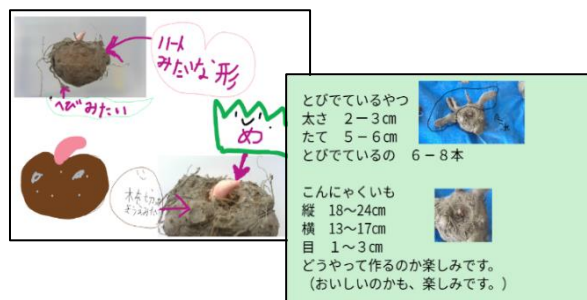 ハート
みたいな形
へびみたい
め
とびでているやつ
太さ 2－3㎝
たて 5－6㎝
とびでているの 6－8本
こんにゃくいも
縦 18～24㎝
横 13～17㎝
目 1～3㎝
どうやって作るのか楽しみです。
（おいしいのかも、楽しみです。）